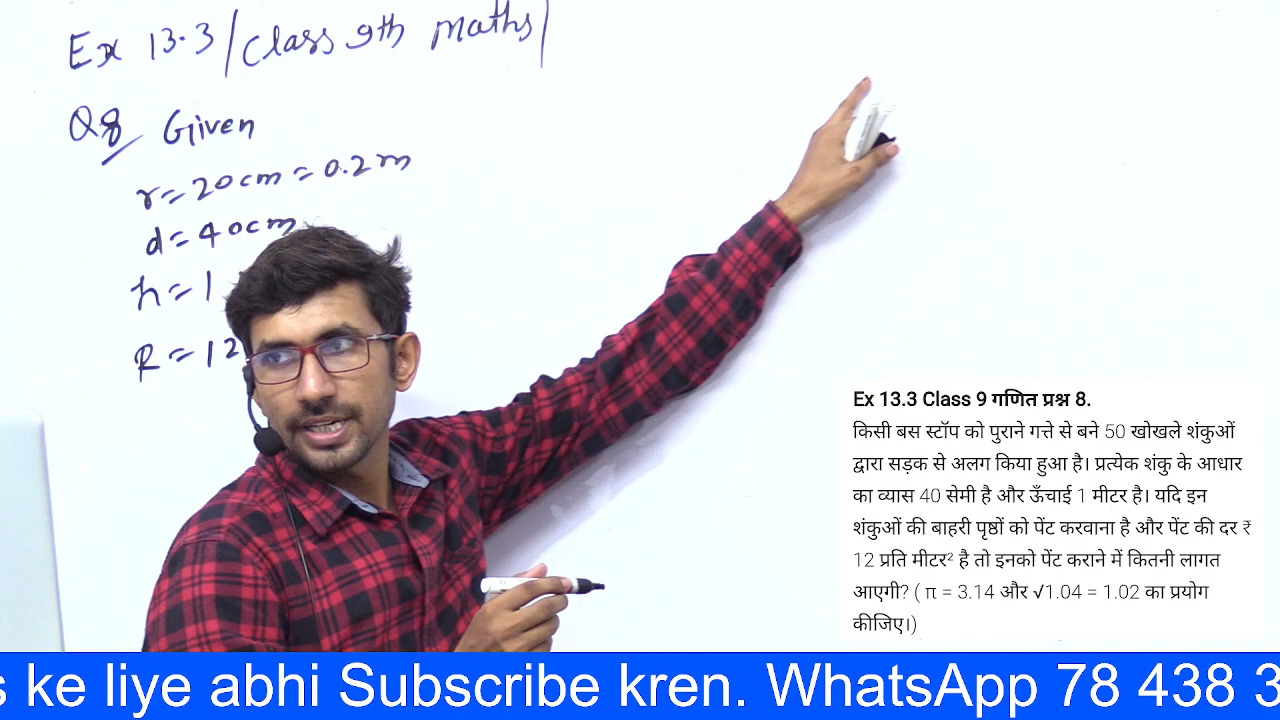 Ex 13.3 / Class 9th maths /
Q8 Given
r = 20cm = 0.2m
d = 40cm
h = 1
R = 12
Ex 13.3 Class 9 गणित प्रश्न 8.
किसी बस स्टॉप को पुराने गत्ते से बने 50 खोखले शंकुओं
द्वारा सड़क से अलग किया हुआ है। प्रत्येक शंकु के आधार
का व्यास 40 सेमी है और ऊँचाई 1 मीटर है। यदि इन
शंकुओं की बाहरी पृष्ठों को पेंट करवाना है और पेंट की दर ₹
12 प्रति मीटर² है तो इनको पेंट कराने में कितनी लागत
आएगी? ( π = 3.14 और √1.04 = 1.02 का प्रयोग
कीजिए।)
s ke liye abhi Subscribe kren. WhatsApp 78 438 3